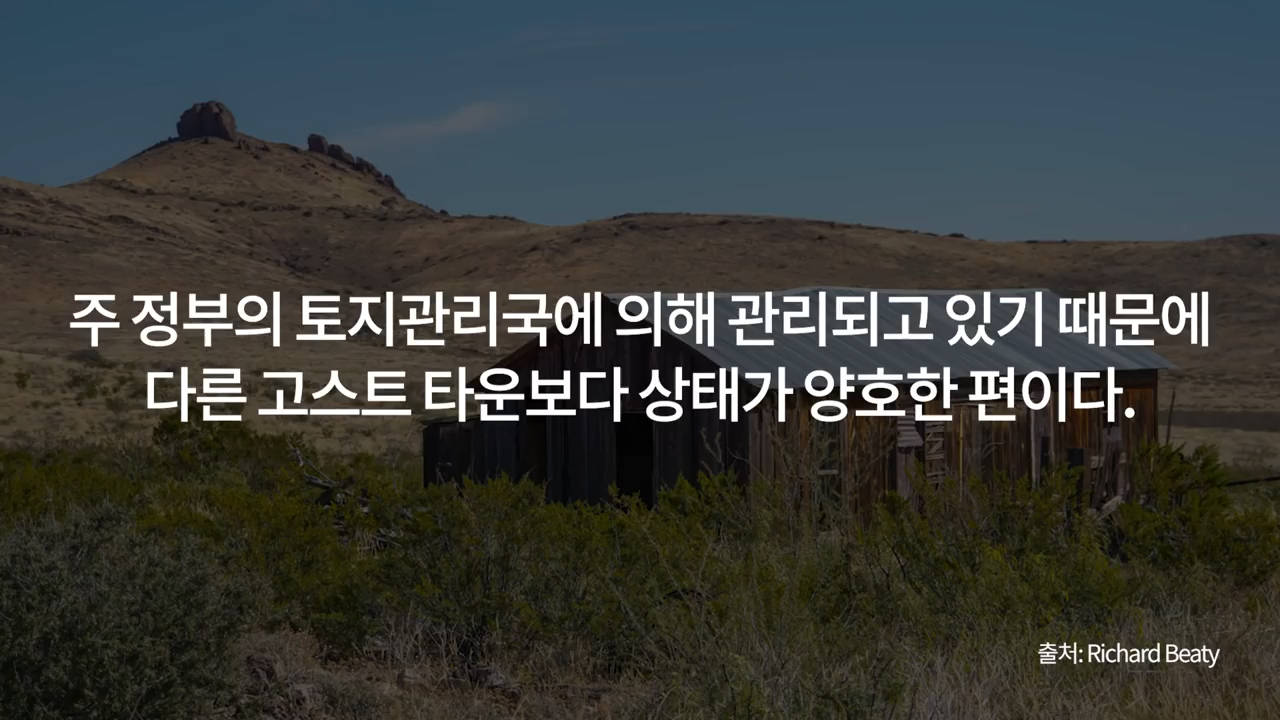 주 정부의 토지관리국에 의해 관리되고 있기 때문에
다른 고스트 타운보다 상태가 양호한 편이다.
출처: Richard Beaty